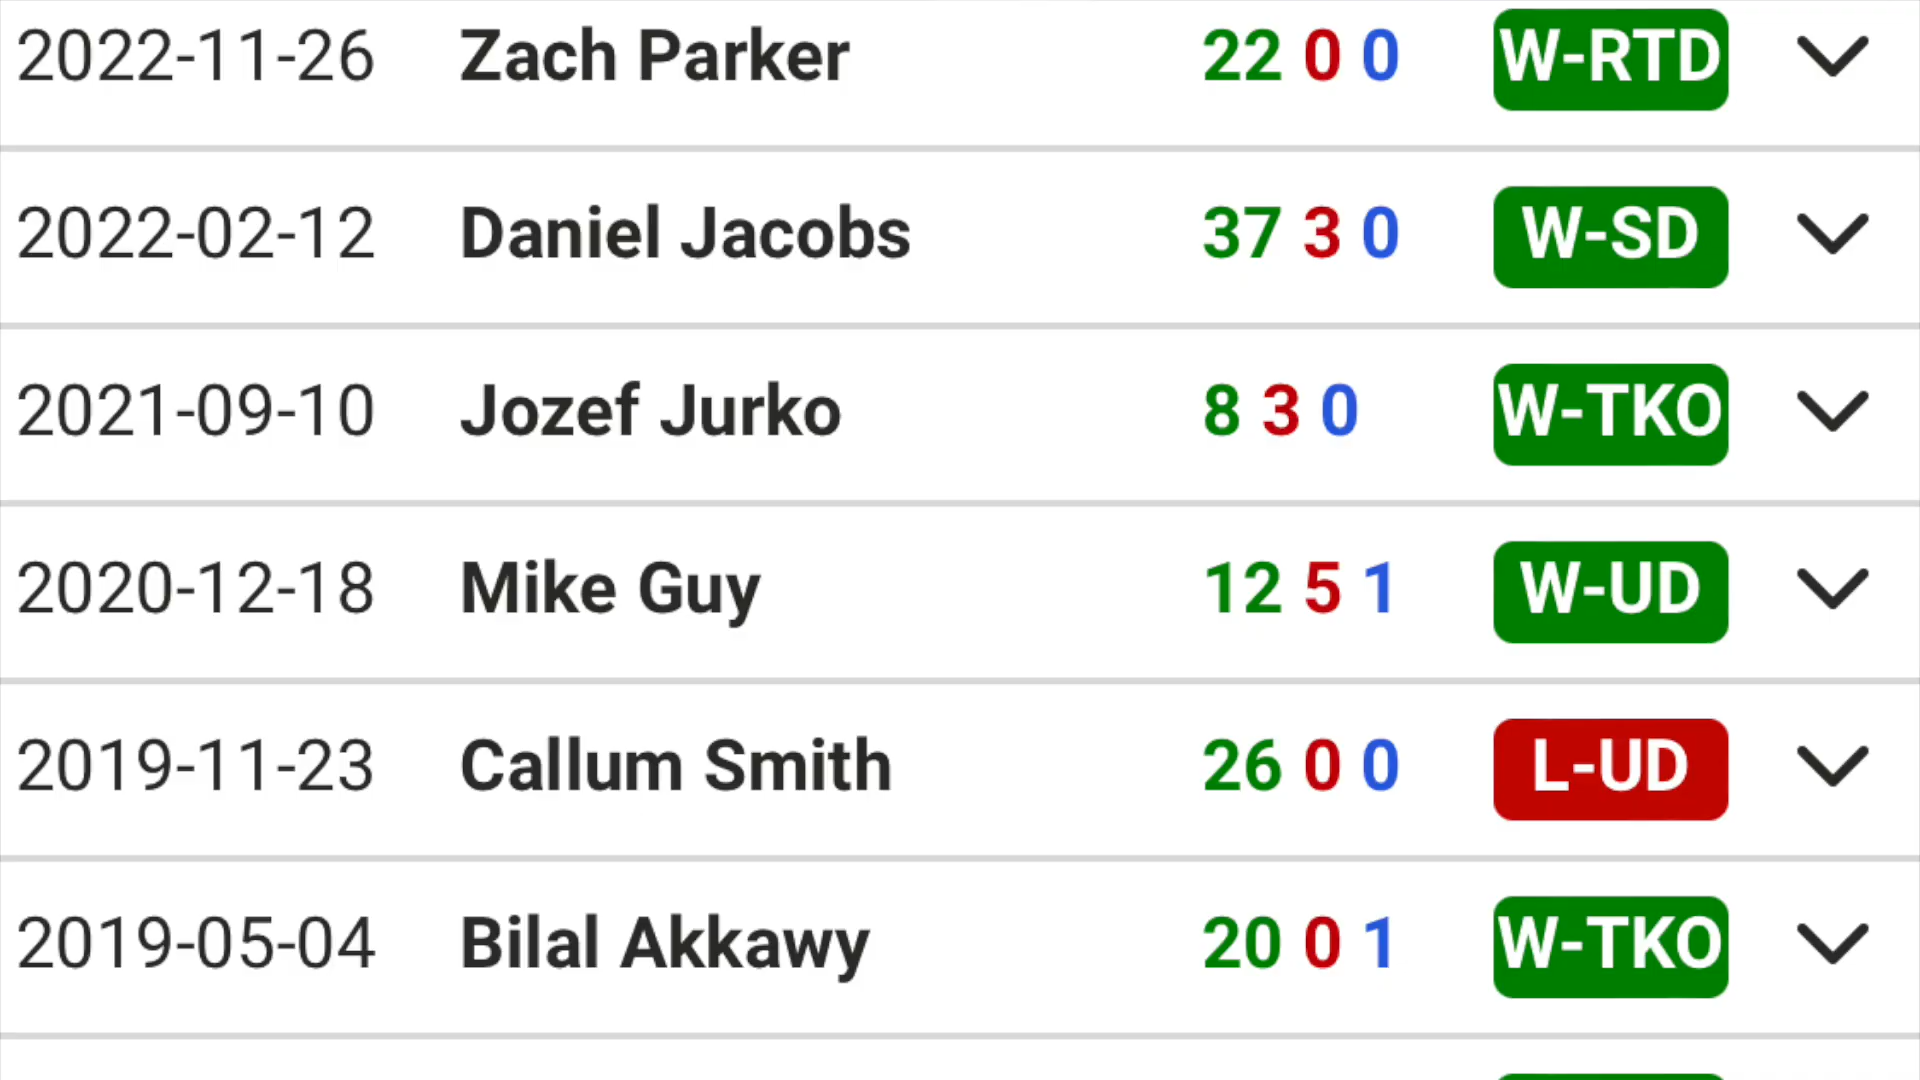 2022-11-26 Zach Parker 22 0 0 W-RTD
2022-02-12 Daniel Jacobs 37 3 0 W-SD
2021-09-10 Jozef Jurko 8 3 0 W-TKO
2020-12-18 Mike Guy 12 5 1 W-UD
2019-11-23 Callum Smith 26 0 0 L-UD
2019-05-04 Bilal Akkawy 20 0 1 W-TKO